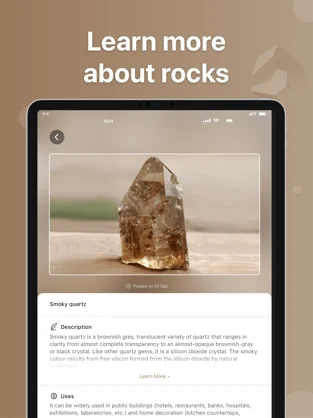 Learn more
about rocks
9:41
10:31
Posted on 31 Dec
Smoky quartz
Description
Smoky quartz is a brownish grey, translucent variety of quartz that ranges in
clarity from almost complete transparency to an almost-opaque brownish-gray
or black crystal. Like other quartz gems, it is a silicon dioxide crystal. The smoky
colour results from free silicon formed from the silicon dioxide by natural
Learn More
Uses
It can be widely used in public buildings (hotels, restaurants, banks, hospitals,
exhibitions, laboratories, etc.) and home decoration (kitchen countertops,